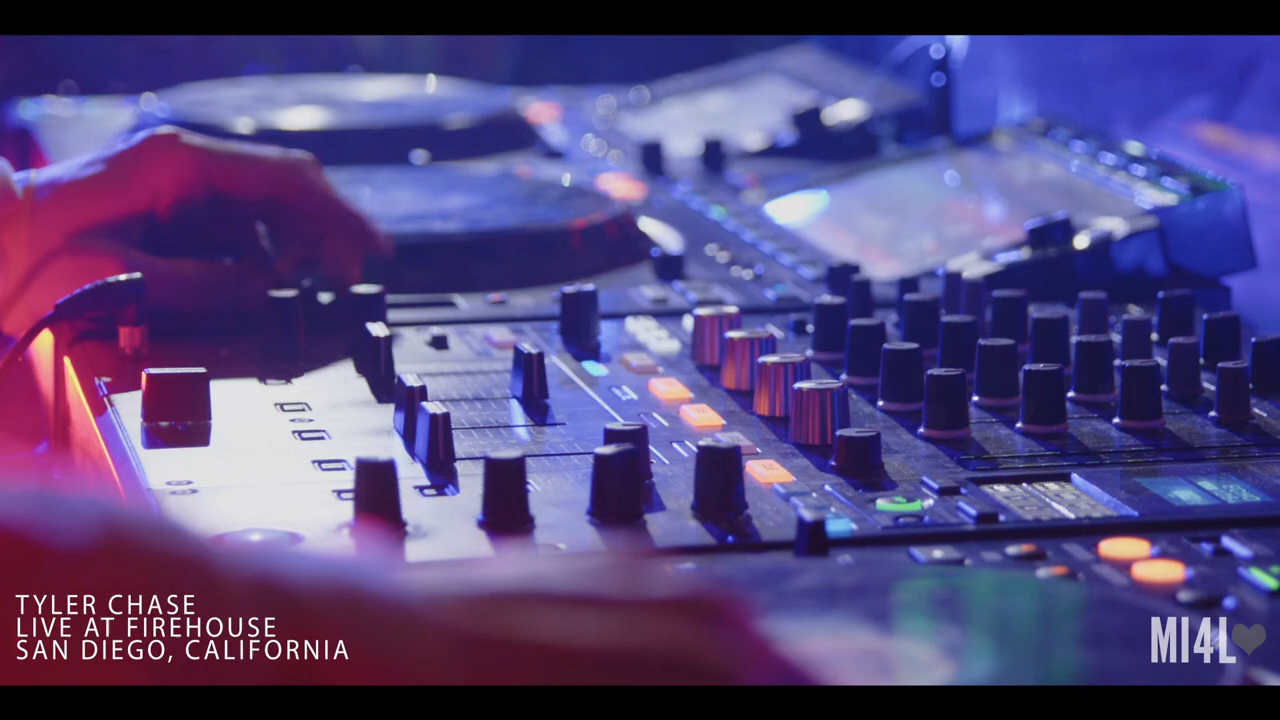 TYLER CHASE
LIVE AT FIREHOUSE
SAN DIEGO, CALIFORNIA
MI4L